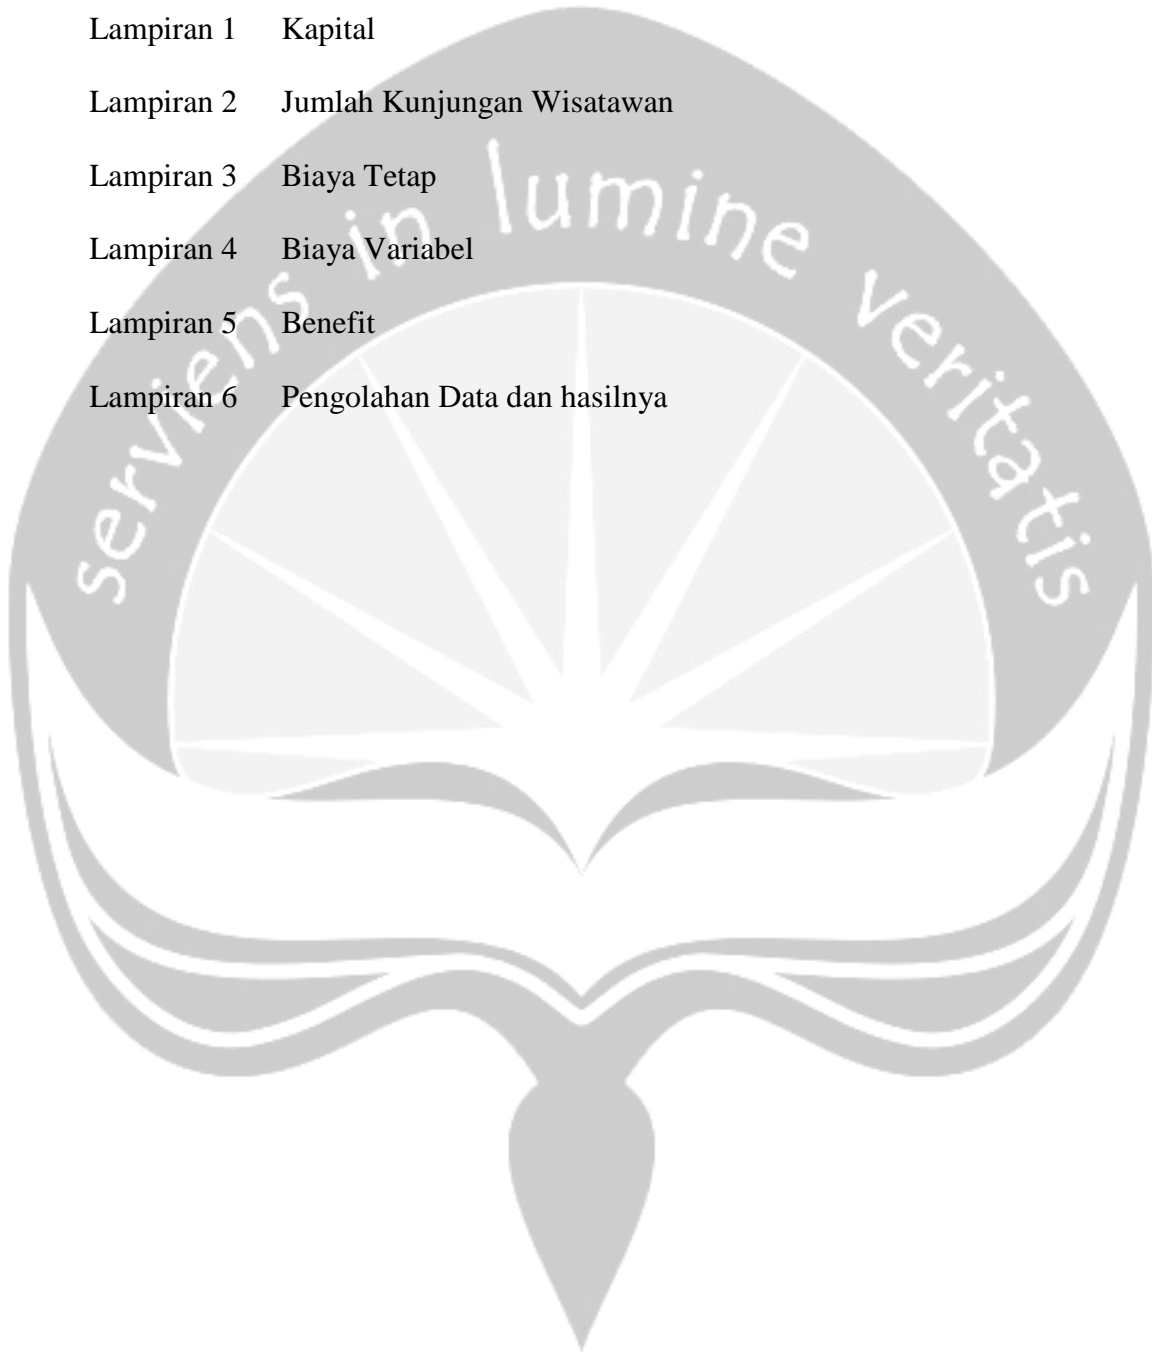 Lampiran 1 Kapital
Lampiran 2 Jumlah Kunjungan Wisatawan
Lampiran 3 Biaya Tetap
Lampiran 4 Biaya Variabel
Lampiran 5 Benefit
Lampiran 6 Pengolahan Data dan hasilnya
serviens in lumine veritatis